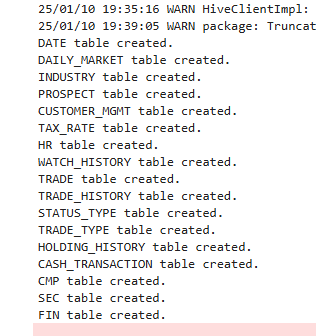 25/01/10 19:35:16 WARN HiveClientImpl:
25/01/10 19:39:05 WARN package: Truncat
DATE table created.
DAILY_MARKET table created.
INDUSTRY table created.
PROSPECT table created.
CUSTOMER_MGMT table created.
TAX_RATE table created.
HR table created.
WATCH_HISTORY table created.
TRADE table created.
TRADE_HISTORY table created.
STATUS_TYPE table created.
TRADE_TYPE table created.
HOLDING_HISTORY table created.
CASH_TRANSACTION table created.
CMP table created.
SEC table created.
FIN table created.